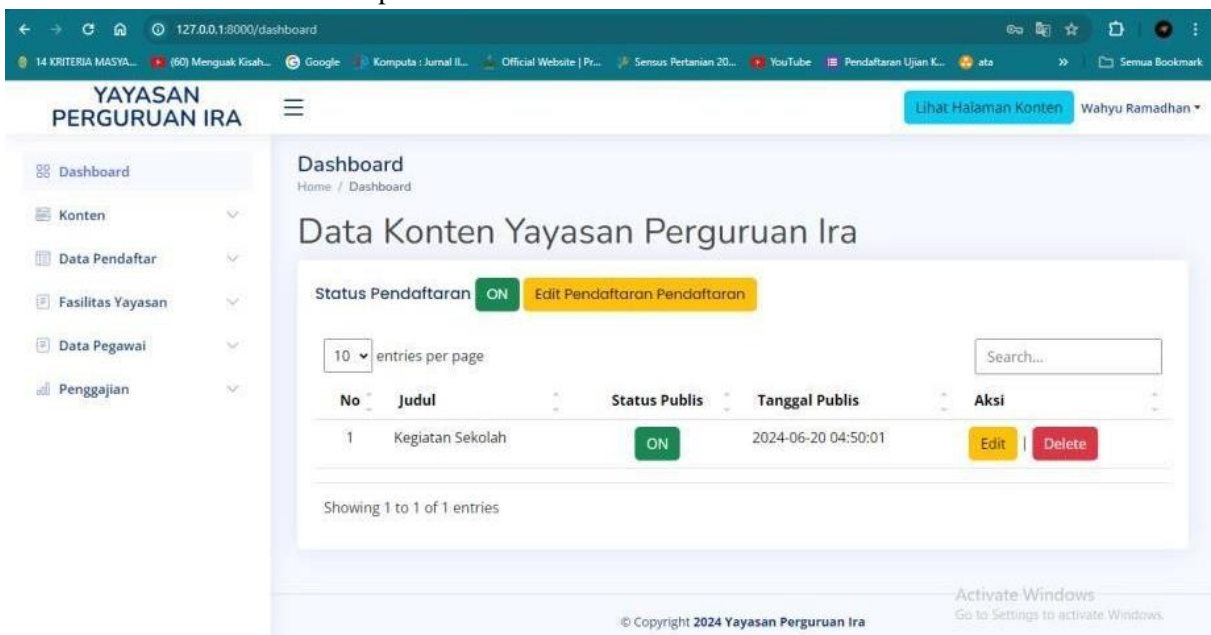 127.0.0.1:8000/dashboard
14 KRITERIA MASYA... (60) Menguak Kisah... Google Komputa : Jurnal Il... Official Website | Pr... Sensus Pertanian 20... YouTube Pendaftaran Ujian K... ata » Semua Bookmark
YAYASAN
PERGURUAN IRA
Lihat Halaman Konten Wahyu Ramadhan
Dashboard
Konten
Data Pendaftar
Fasilitas Yayasan
Data Pegawai
Penggajian
Dashboard
Home / Dashboard
Data Konten Yayasan Perguruan Ira
Status Pendaftaran ON Edit Pendaftaran Pendaftaran
10 entries per page Search...
No Judul Status Publis Tanggal Publis Aksi
1 Kegiatan Sekolah ON 2024-06-20 04:50:01 Edit | Delete
Showing 1 to 1 of 1 entries
Activate Windows
Go to Settings to activate Windows.
© Copyright 2024 Yayasan Perguruan Ira